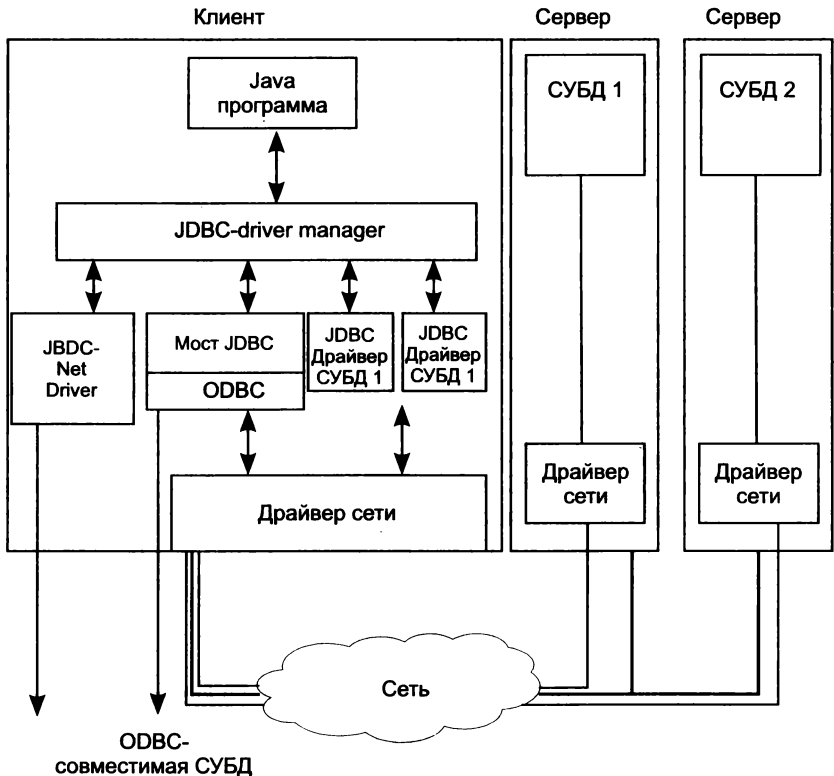 Клиент
Сервер
Сервер
Java
программа
СУБД 1
СУБД 2
JDBC-driver manager
JBDC-
Net
Driver
Мост JDBC
ODBC
JDBC
Драйвер
СУБД 1
JDBC
Драйвер
СУБД 1
Драйвер сети
Драйвер
сети
Драйвер
сети
Сеть
ODBC-
совместимая СУБД